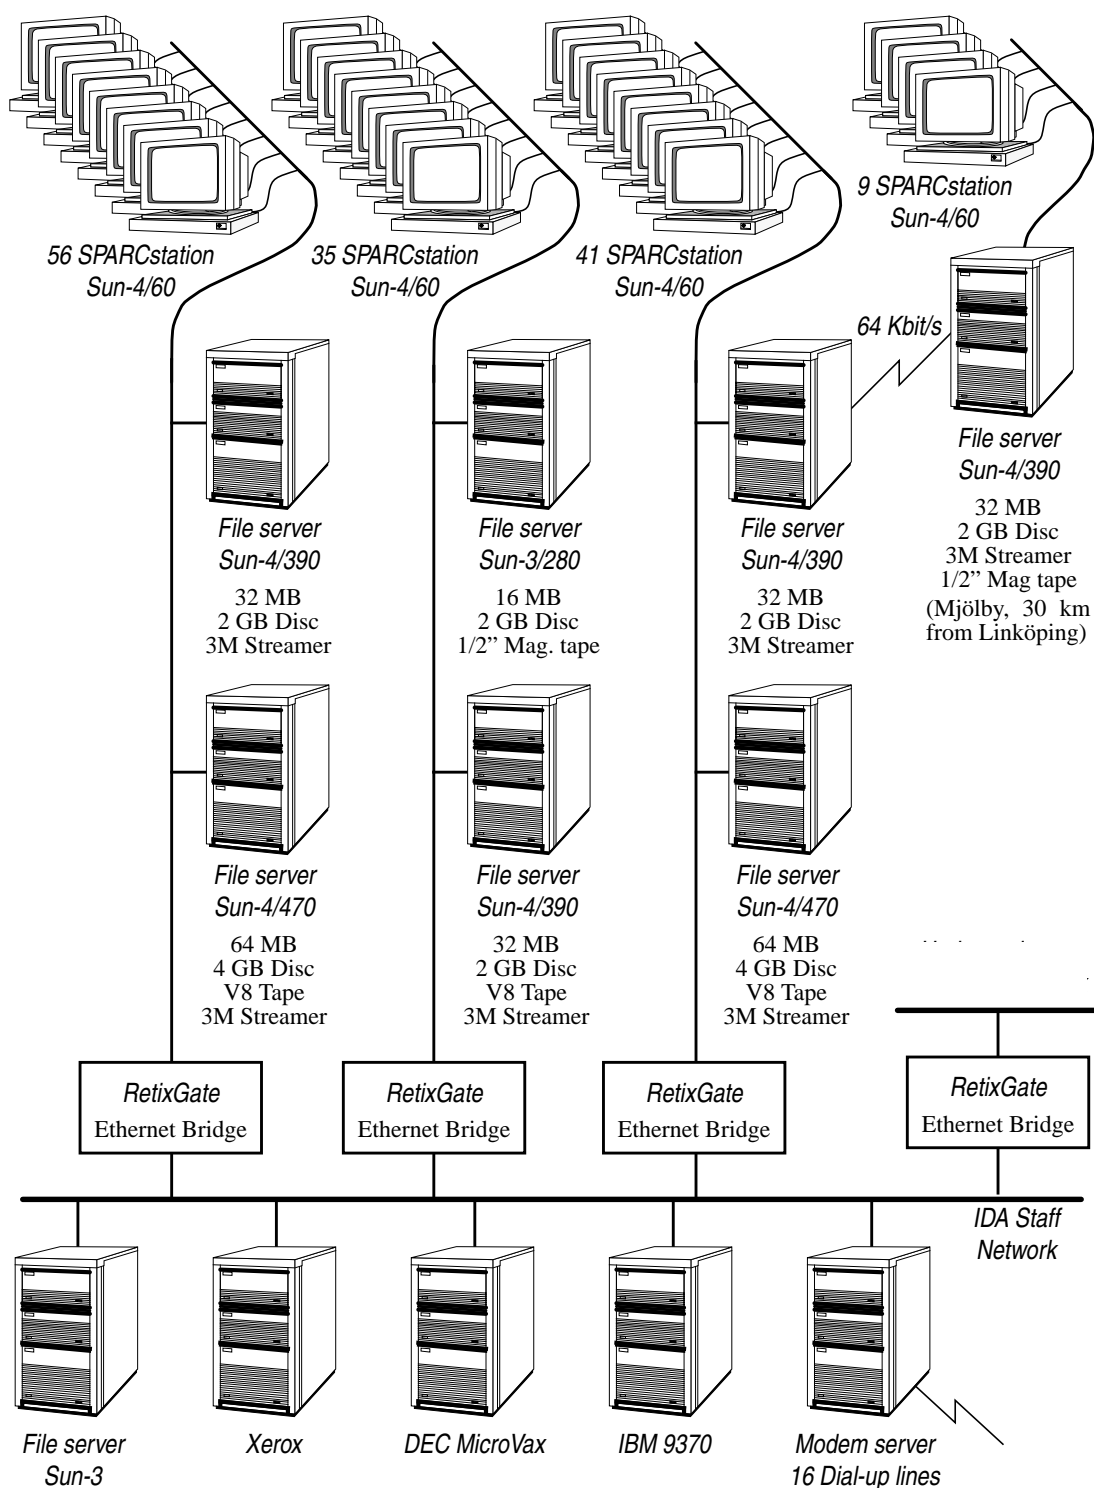 56 SPARCstation
Sun-4/60
35 SPARCstation
Sun-4/60
41 SPARCstation
Sun-4/60
9 SPARCstation
Sun-4/60
64 Kbit/s
File server
Sun-4/390
32 MB
2 GB Disc
3M Streamer
1/2” Mag tape
(Mjölby, 30 km
from Linköping)
File server
Sun-4/390
32 MB
2 GB Disc
3M Streamer
File server
Sun-3/280
16 MB
2 GB Disc
1/2” Mag. tape
File server
Sun-4/390
32 MB
2 GB Disc
3M Streamer
File server
Sun-4/470
64 MB
4 GB Disc
V8 Tape
3M Streamer
File server
Sun-4/390
32 MB
2 GB Disc
V8 Tape
3M Streamer
File server
Sun-4/470
64 MB
4 GB Disc
V8 Tape
3M Streamer
RetixGate
Ethernet Bridge
RetixGate
Ethernet Bridge
RetixGate
Ethernet Bridge
RetixGate
Ethernet Bridge
IDA Staff
Network
File server
Sun-3
Xerox
DEC MicroVax
IBM 9370
Modem server
16 Dial-up lines